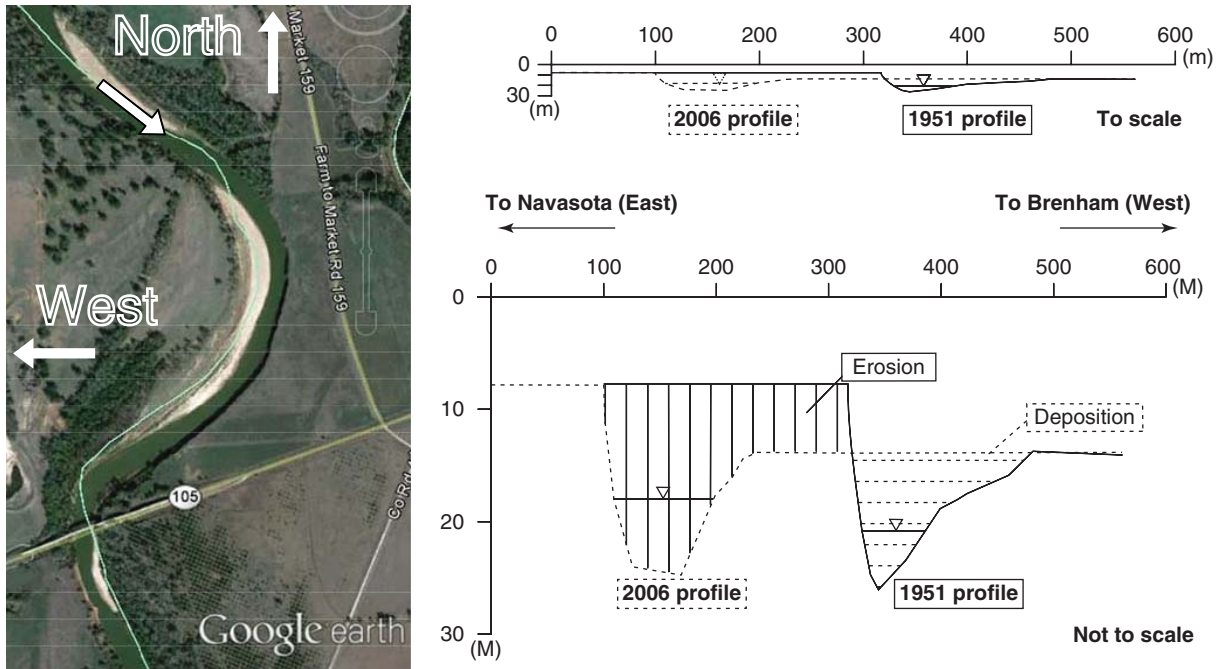 North
West
Market 159
Farm to Market Rd 159
105
Co Rd
Google earth
0 100 200 300 400 500 600 (m)
0
30
(m)
2006 profile
1951 profile
To scale
To Navasota (East)
To Brenham (West)
0 100 200 300 400 500 600 (M)
0
Erosion
10
Deposition
20
2006 profile
1951 profile
30
(M)
Not to scale